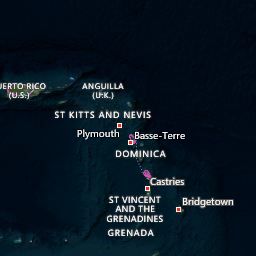 UERTO RICO
(U.S.)
ANGUILLA
(U.K.)
ST KITTS AND NEVIS
Plymouth
Basse-Terre
DOMINICA
Castries
ST VINCENT
AND THE
GRENADINES
Bridgetown
GRENADA